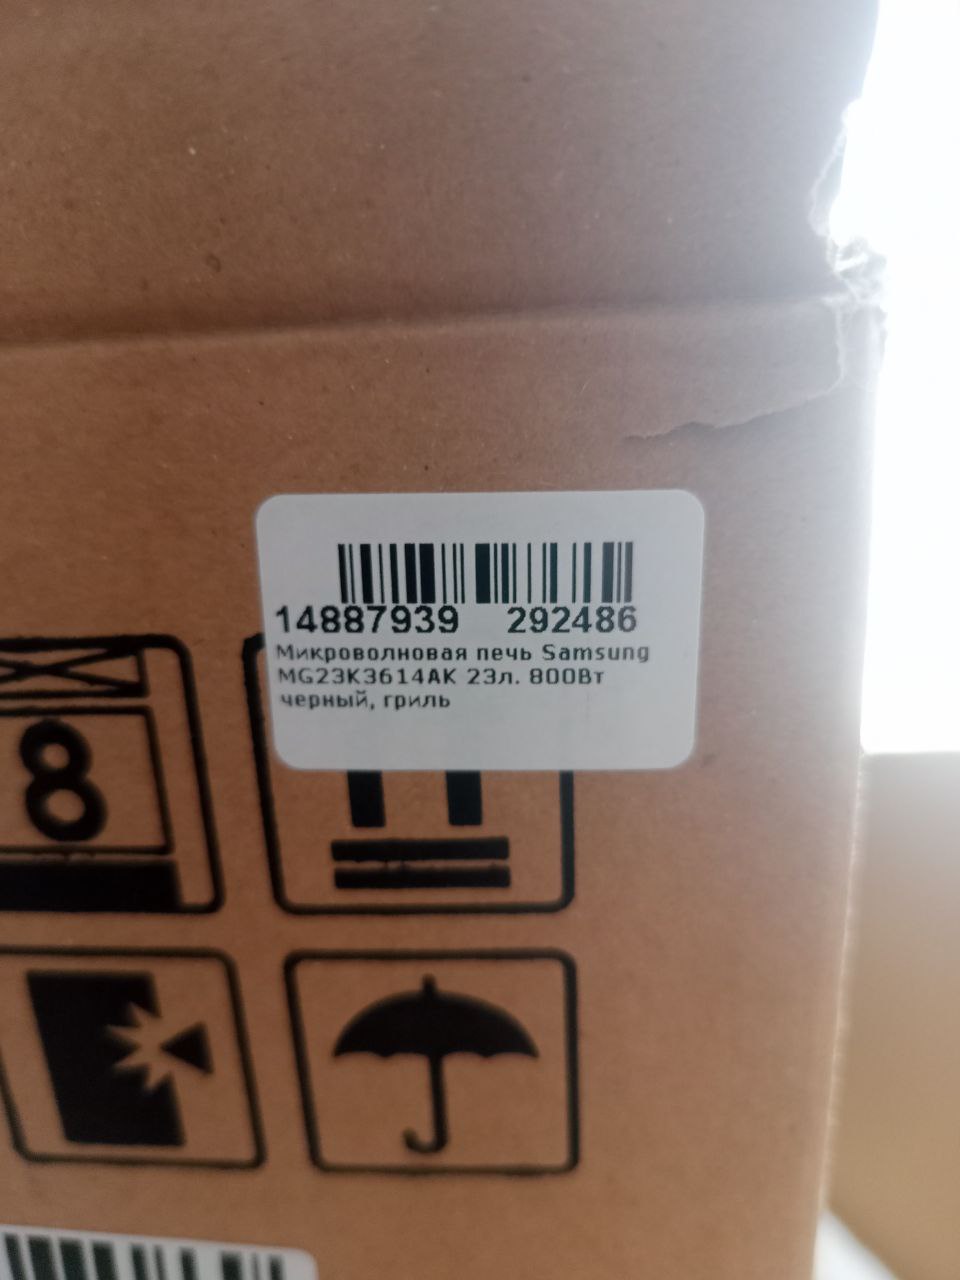 14887939 292486
Микроволновая печь Samsung
MG23K3614AK 23л. 800Вт
черный, гриль
8